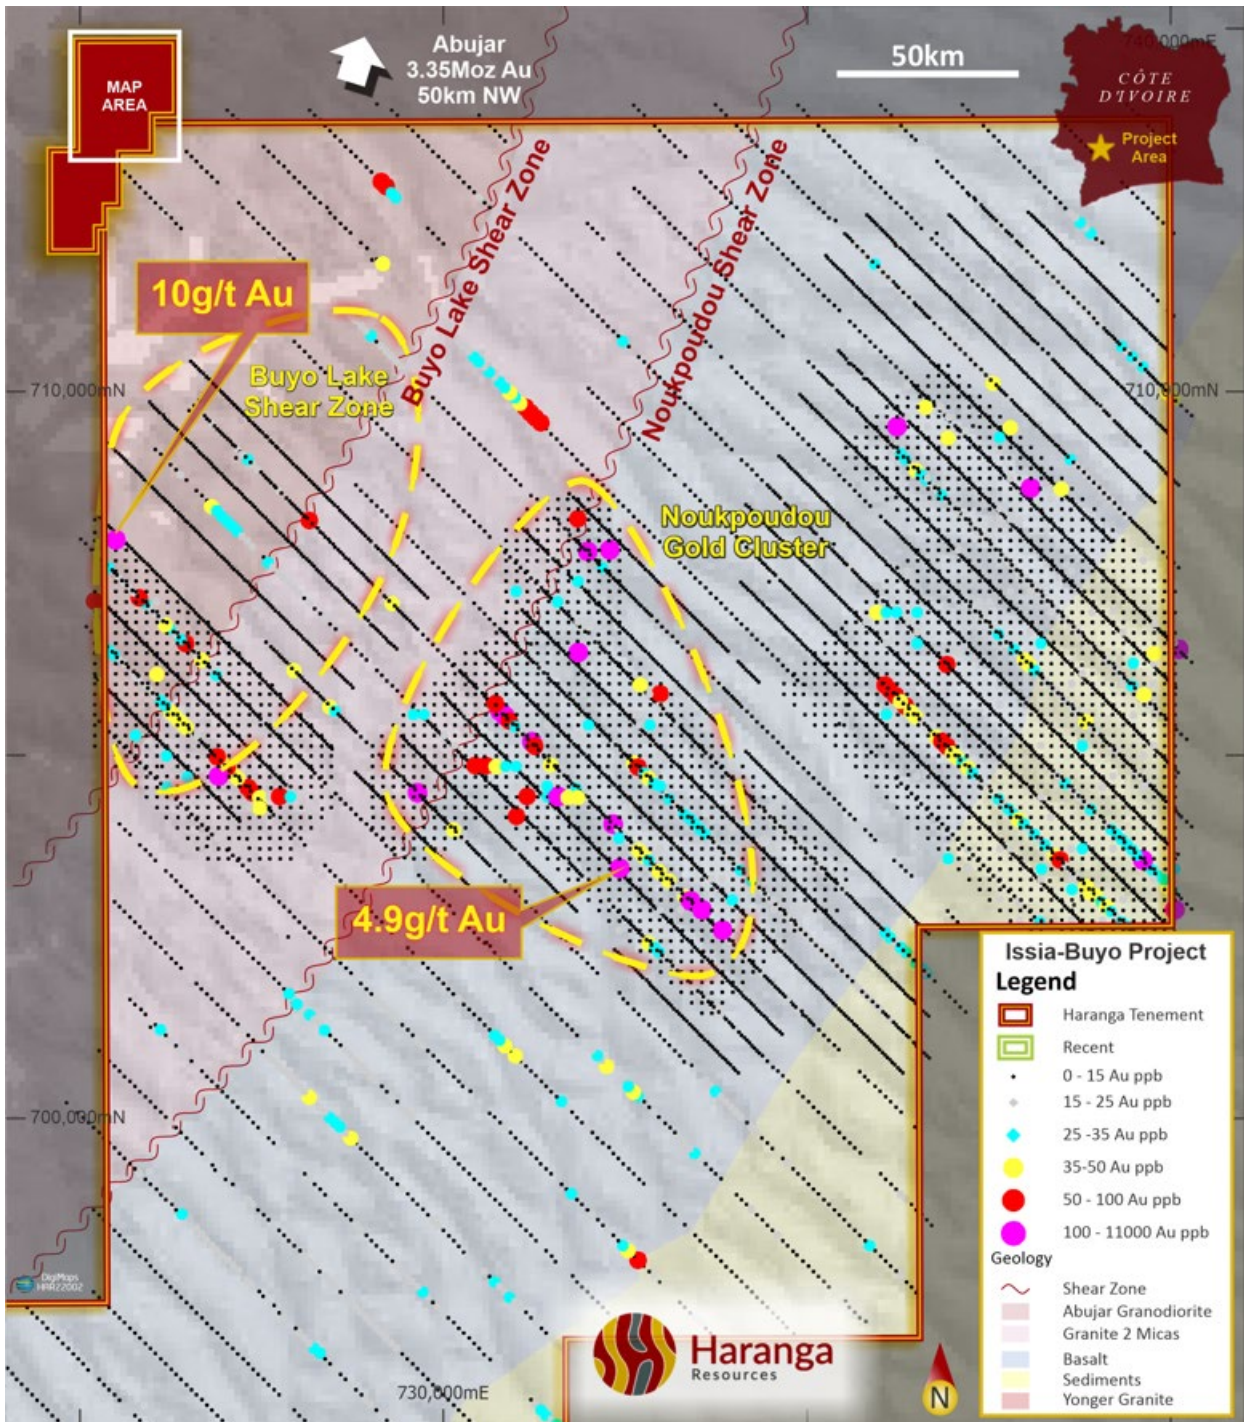 Abujar
3.35Moz Au
50km NW
50km
740,000mE
CÔTE
D'IVOIRE
Project
Area
MAP
AREA
10g/t Au
Buyo Lake Shear Zone
Noukpoudou Shear Zone
710,000mN
710,000mN
Buyo Lake
Shear Zone
Noukpoudou
Gold Cluster
4.9g/t Au
700,000mN
730,000mE
DigiMaps
HAR22002
Haranga
Resources
N
Issia-Buyo Project
Legend
Haranga Tenement
Recent
0 - 15 Au ppb
15 - 25 Au ppb
25 -35 Au ppb
35-50 Au ppb
50 - 100 Au ppb
100 - 11000 Au ppb
Geology
Shear Zone
Abujar Granodiorite
Granite 2 Micas
Basalt
Sediments
Yonger Granite